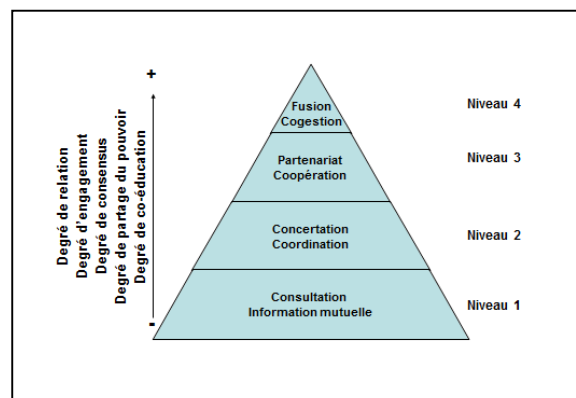 +
Fusion
Cogestion
Niveau 4
Partenariat
Coopération
Niveau 3
Concertation
Coordination
Niveau 2
Consultation
Information mutuelle
Niveau 1
-
Degré de relation
Degré d'engagement
Degré de consensus
Degré de partage du pouvoir
Degré de co-éducation